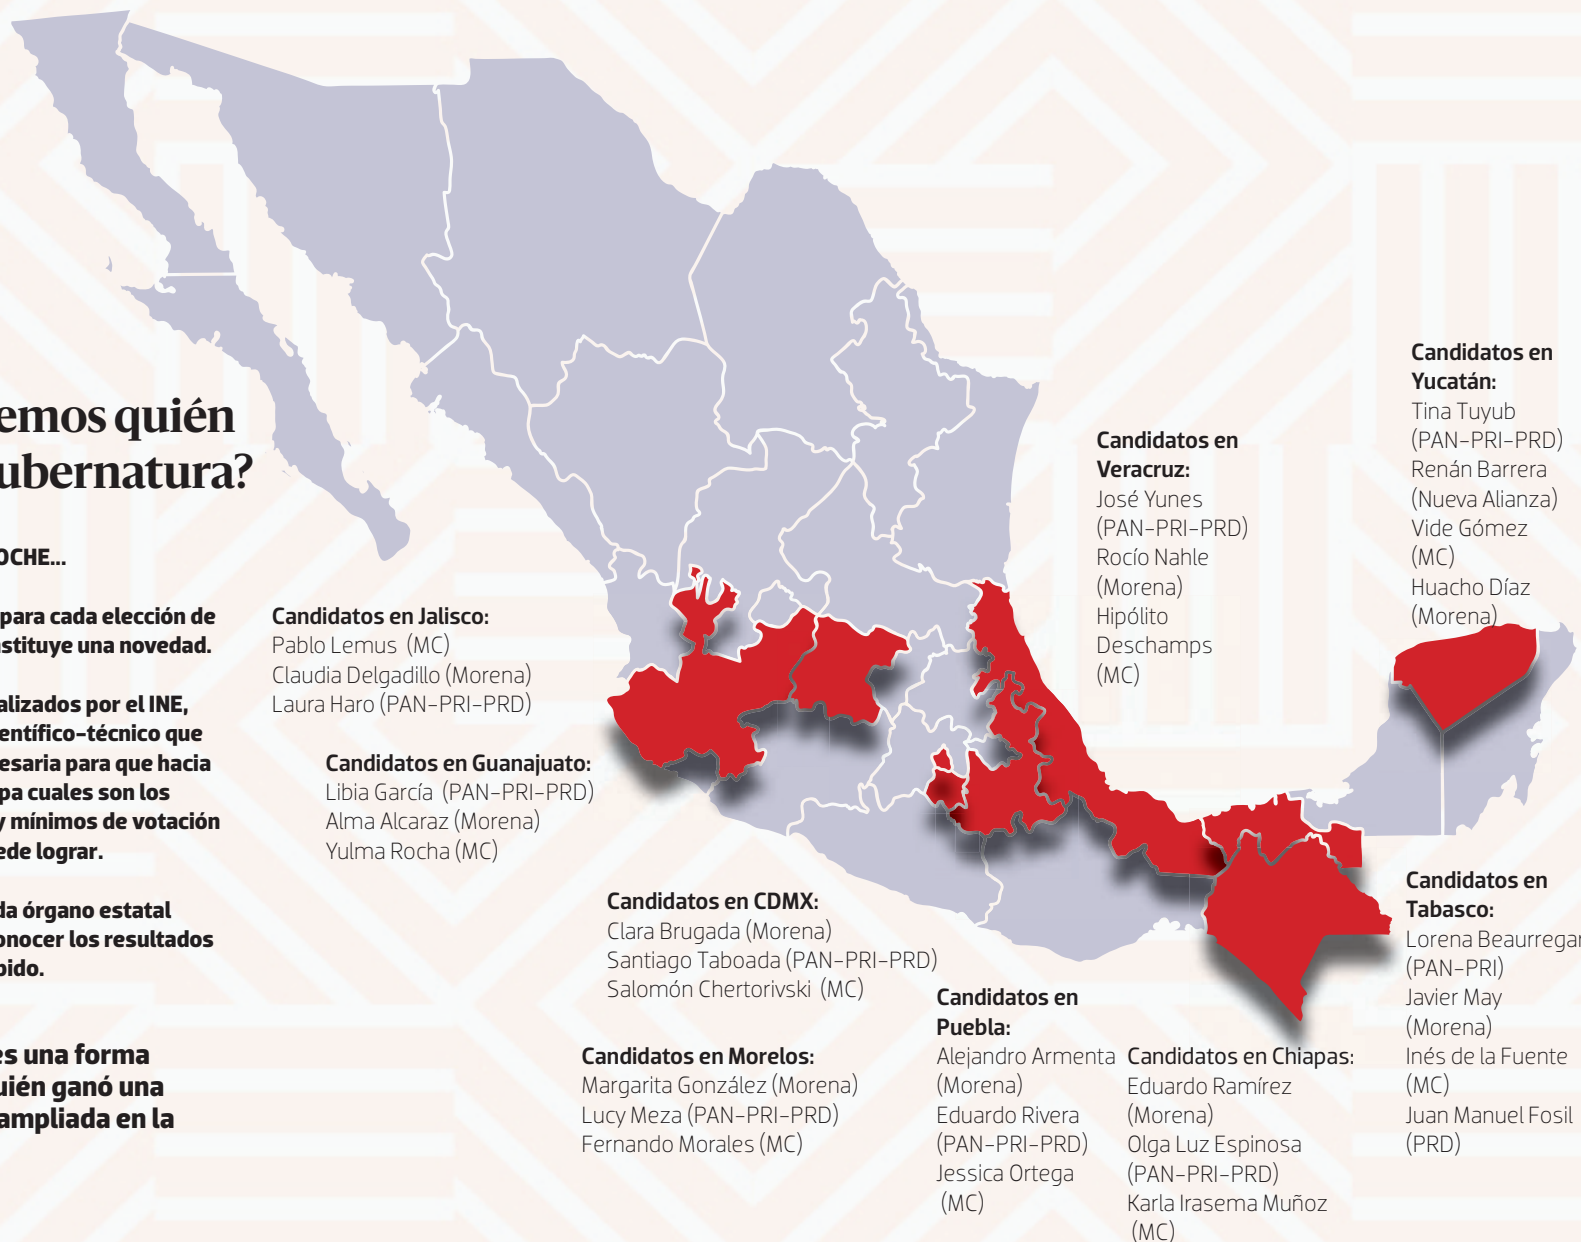 emos quién
ubernatura?
OCHE...
para cada elección de
nstituye una novedad.
alizados por el INE,
entífico-técnico que
esaria para que hacia
pa cuales son los
y mínimos de votación
ede lograr.
da órgano estatal
onocer los resultados
pido.
es una forma
uién ganó una
ampliada en la
Candidatos en Jalisco:
Pablo Lemus (MC)
Claudia Delgadillo (Morena)
Laura Haro (PAN-PRI-PRD)
Candidatos en Guanajuato:
Libia García (PAN-PRI-PRD)
Alma Alcaraz (Morena)
Yulma Rocha (MC)
Candidatos en CDMX:
Clara Brugada (Morena)
Santiago Taboada (PAN-PRI-PRD)
Salomón Chertorivski (MC)
Candidatos en Morelos:
Margarita González (Morena)
Lucy Meza (PAN-PRI-PRD)
Fernando Morales (MC)
Candidatos en
Puebla:
Alejandro Armenta
(Morena)
Eduardo Rivera
(PAN-PRI-PRD)
Jessica Ortega
(MC)
Candidatos en Chiapas:
Eduardo Ramírez
(Morena)
Olga Luz Espinosa
(PAN-PRI-PRD)
Karla Irasema Muñoz
(MC)
Candidatos en
Veracruz:
José Yunes
(PAN-PRI-PRD)
Rocío Nahle
(Morena)
Hipólito
Deschamps
(MC)
Candidatos en
Yucatán:
Tina Tuyub
(PAN-PRI-PRD)
Renán Barrera
(Nueva Alianza)
Vide Gómez
(MC)
Huacho Díaz
(Morena)
Candidatos en
Tabasco:
Lorena Beaurregar
(PAN-PRI)
Javier May
(Morena)
Inés de la Fuente
(MC)
Juan Manuel Fosil
(PRD)